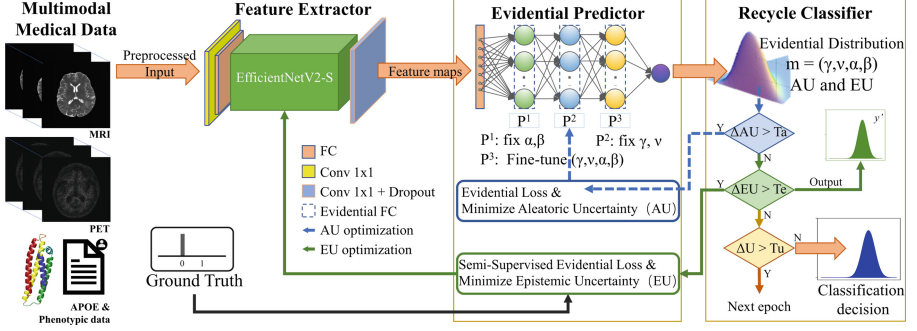 Multimodal
Medical Data
MRI
PET
APOE &
Phenotypic data
Preprocessed
Input
Feature Extractor
EfficientNetV2-S
Feature maps
FC
Conv 1x1
Conv 1x1 + Dropout
Evidential FC
AU optimization
EU optimization
0 1
Ground Truth
Evidential Predictor
P¹ P² P³
P¹: fix α,β P²: fix γ, ν
P³: Fine-tune (γ,ν,α,β)
Evidential Loss &
Minimize Aleatoric Uncertainty (AU)
Semi-Supervised Evidential Loss &
Minimize Epistemic Uncertainty (EU)
Recycle Classifier
Evidential Distribution
m = (γ,ν,α,β)
AU and EU
Y ΔAU > Ta
N
Y ΔEU > Te
Output
y'
N
ΔU > Tu N
Y
Next epoch
Classification
decision